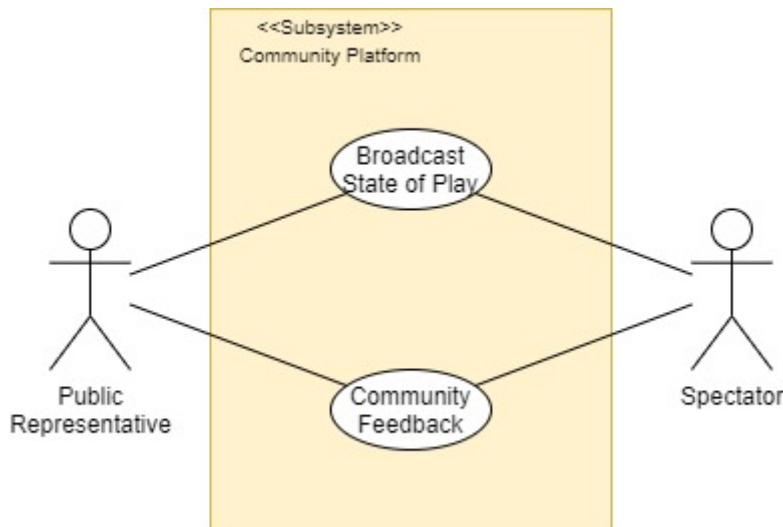 <<Subsystem>>
Community Platform
Broadcast
State of Play
Public
Representative
Community
Feedback
Spectator